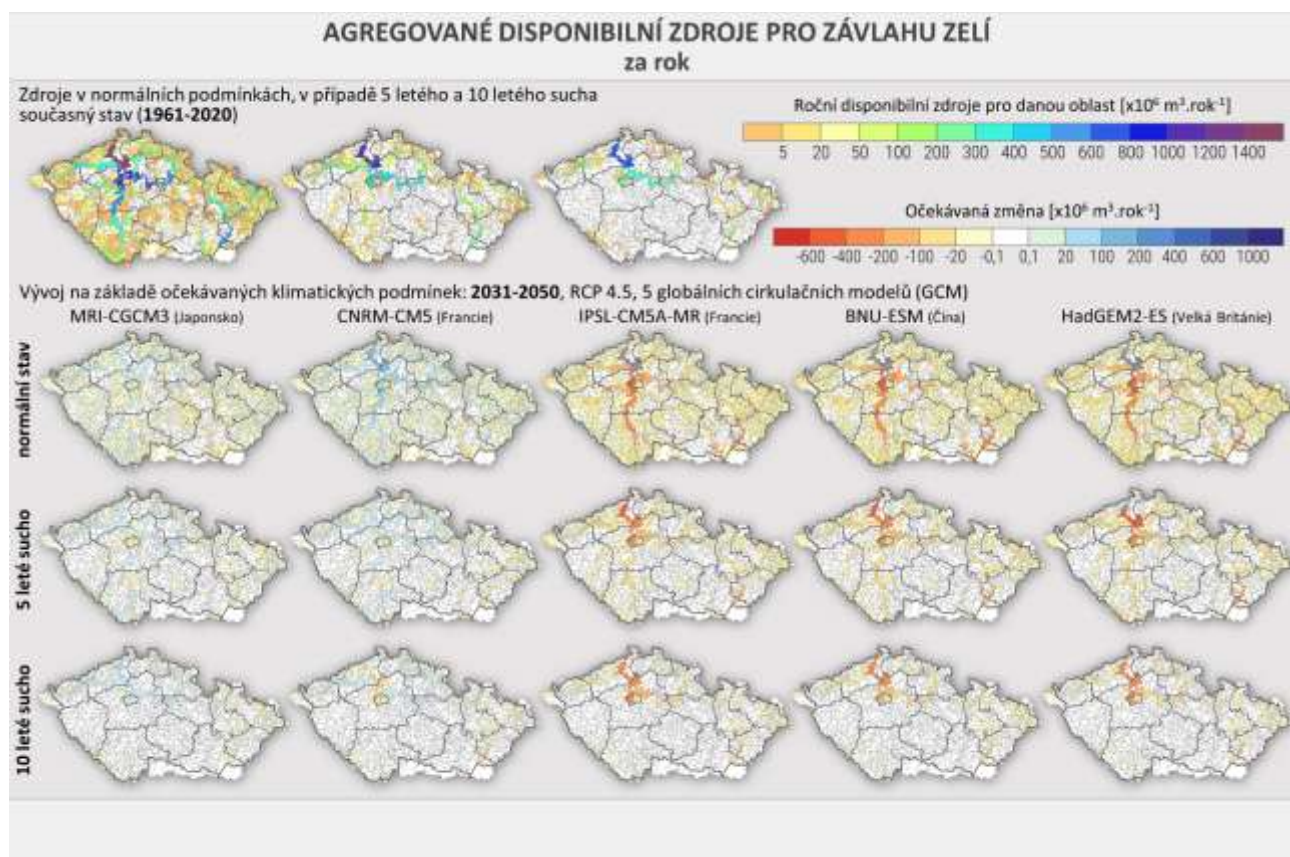 AGREGOVANÉ DISPONIBILNÍ ZDROJE PRO ZÁVLAHU ZELÍ
za rok
Zdroje v normálních podmínkách, v případě 5 letého a 10 letého sucha
současný stav (1961-2020)
Roční disponibilní zdroje pro danou oblast [x10⁶ m³.rok⁻¹]
5 20 50 100 200 300 400 500 600 800 1000 1200 1400
Očekávaná změna [x10⁶ m³.rok⁻¹]
-600 -400 -200 -100 -20 -0,1 0,1 20 100 200 400 600 1000
Vývoj na základě očekávaných klimatických podmínek: 2031-2050, RCP 4.5, 5 globálních cirkulačních modelů (GCM)
MRI-CGCM3 (Japonsko) CNRM-CM5 (Francie) IPSL-CM5A-MR (Francie) BNU-ESM (Čína) HadGEM2-ES (Velká Británie)
normální stav
5 leté sucho
10 leté sucho